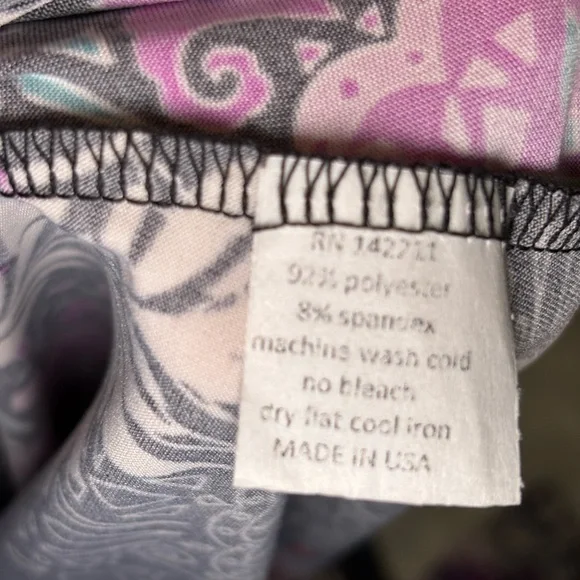 RN 142711
92% polyester
8% spandex
machine wash cold
no bleach
dry flat cool iron
MADE IN USA